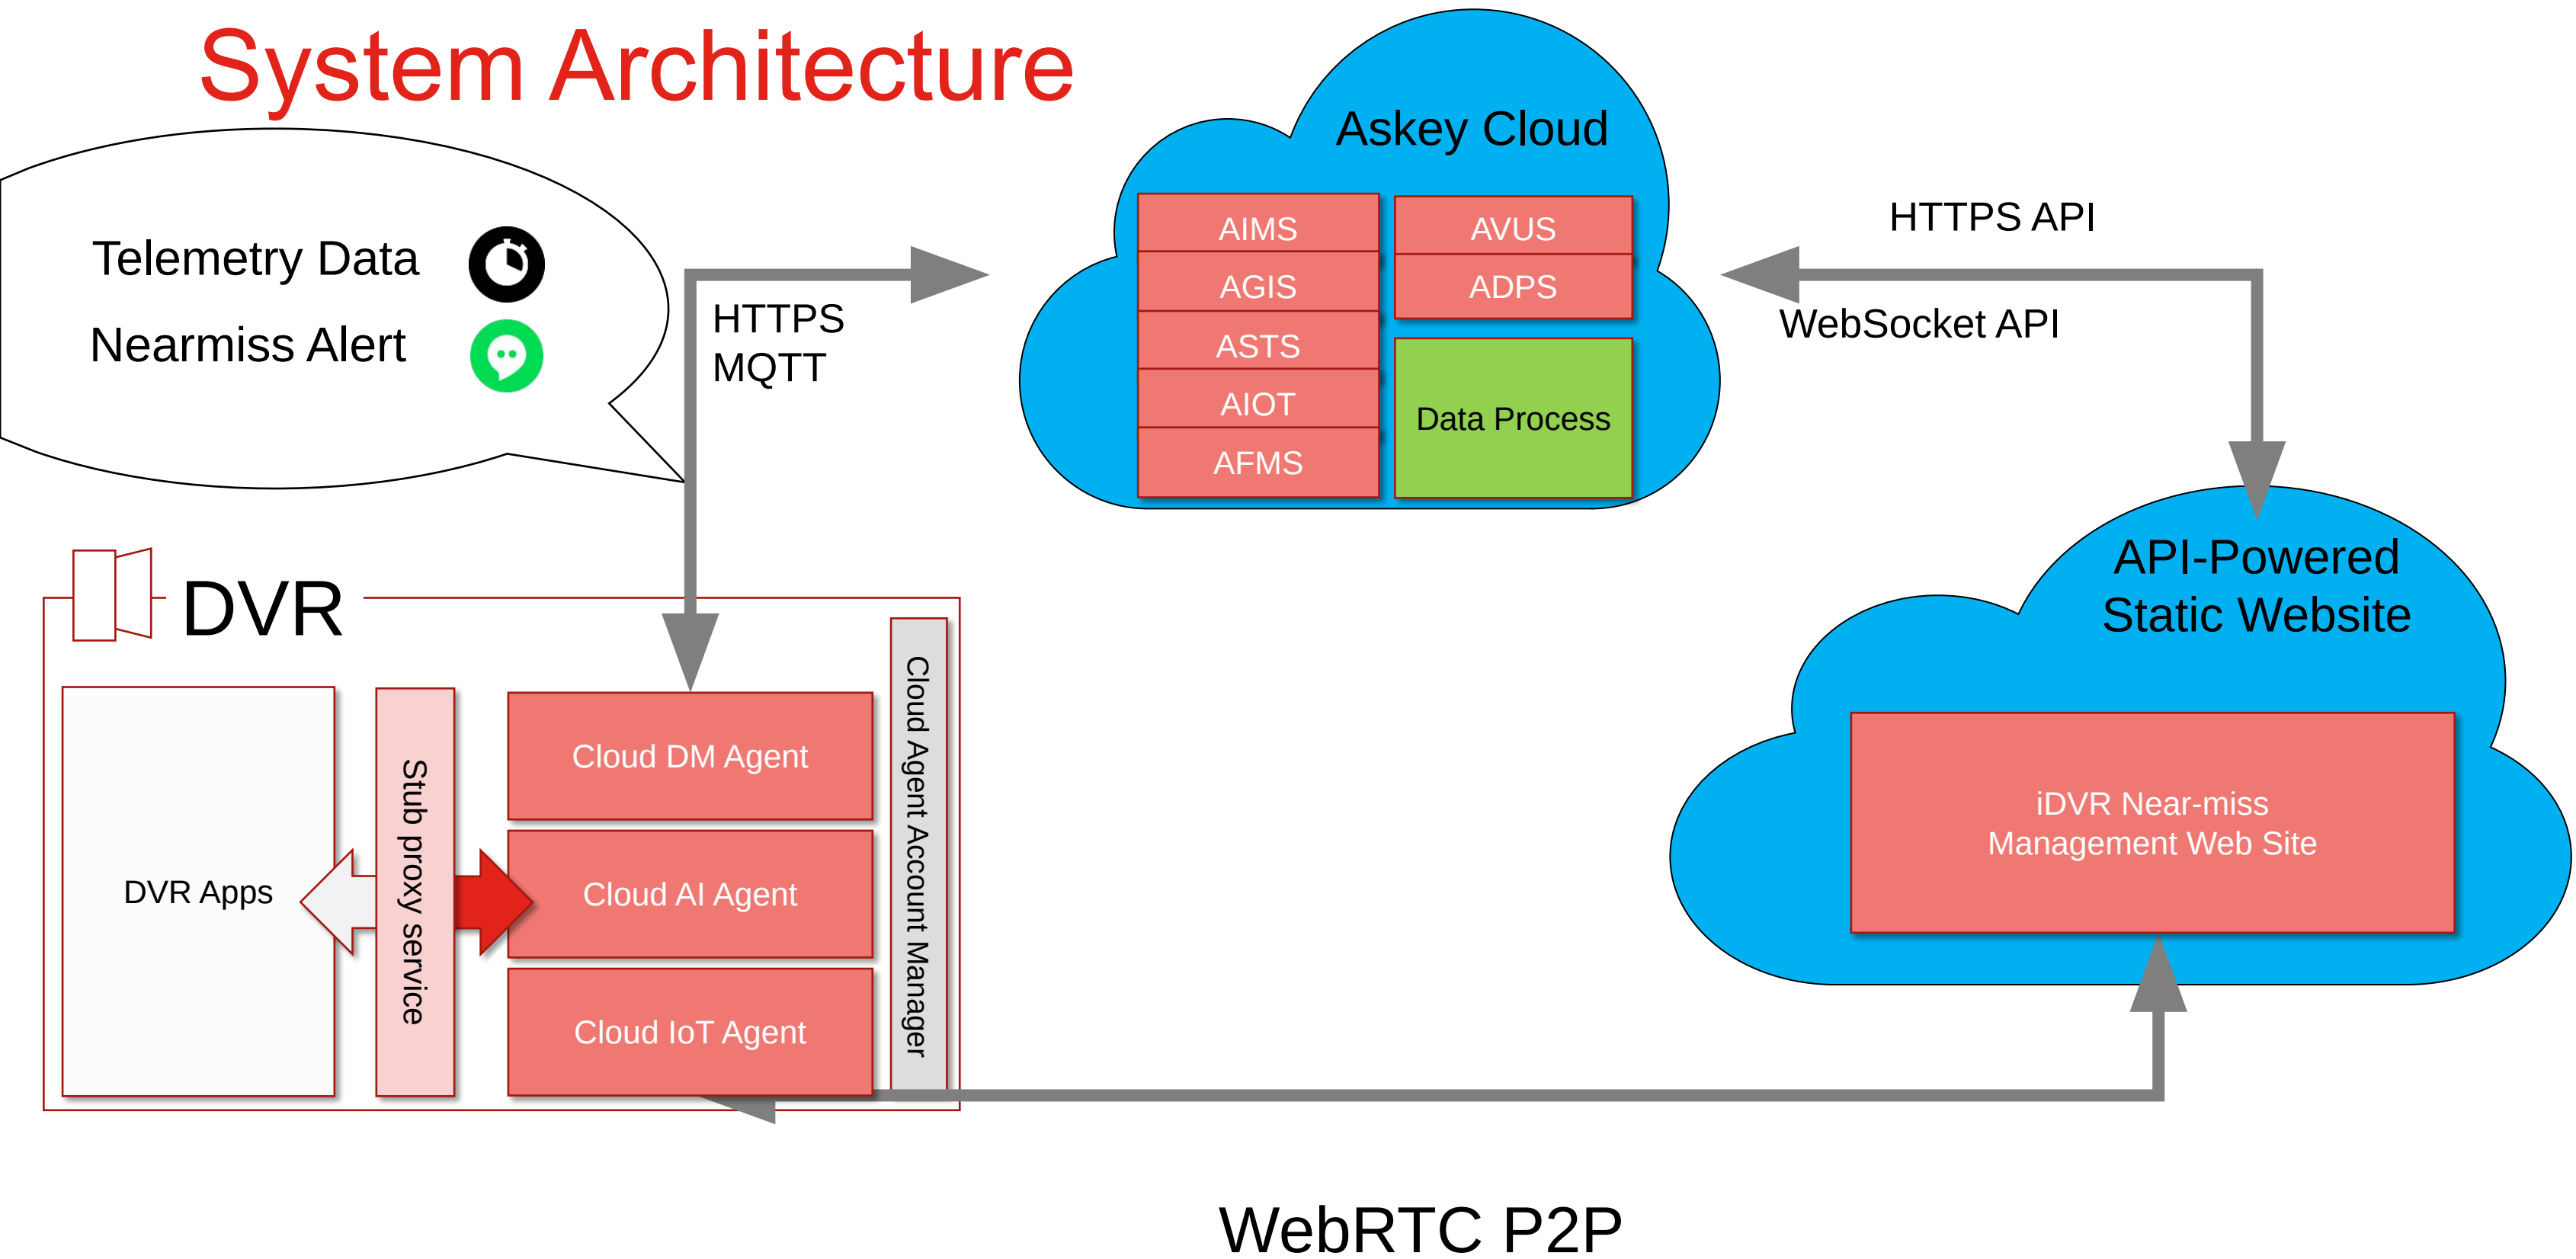 System Architecture
Telemetry Data
Nearmiss Alert
HTTPS
MQTT
Askey Cloud
AIMS
AGIS
ASTS
AIOT
AFMS
AVUS
ADPS
Data Process
HTTPS API
WebSocket API
API-Powered
Static Website
iDVR Near-miss
Management Web Site
DVR
DVR Apps
Stub proxy service
Cloud DM Agent
Cloud AI Agent
Cloud IoT Agent
Cloud Agent Account Manager
WebRTC P2P